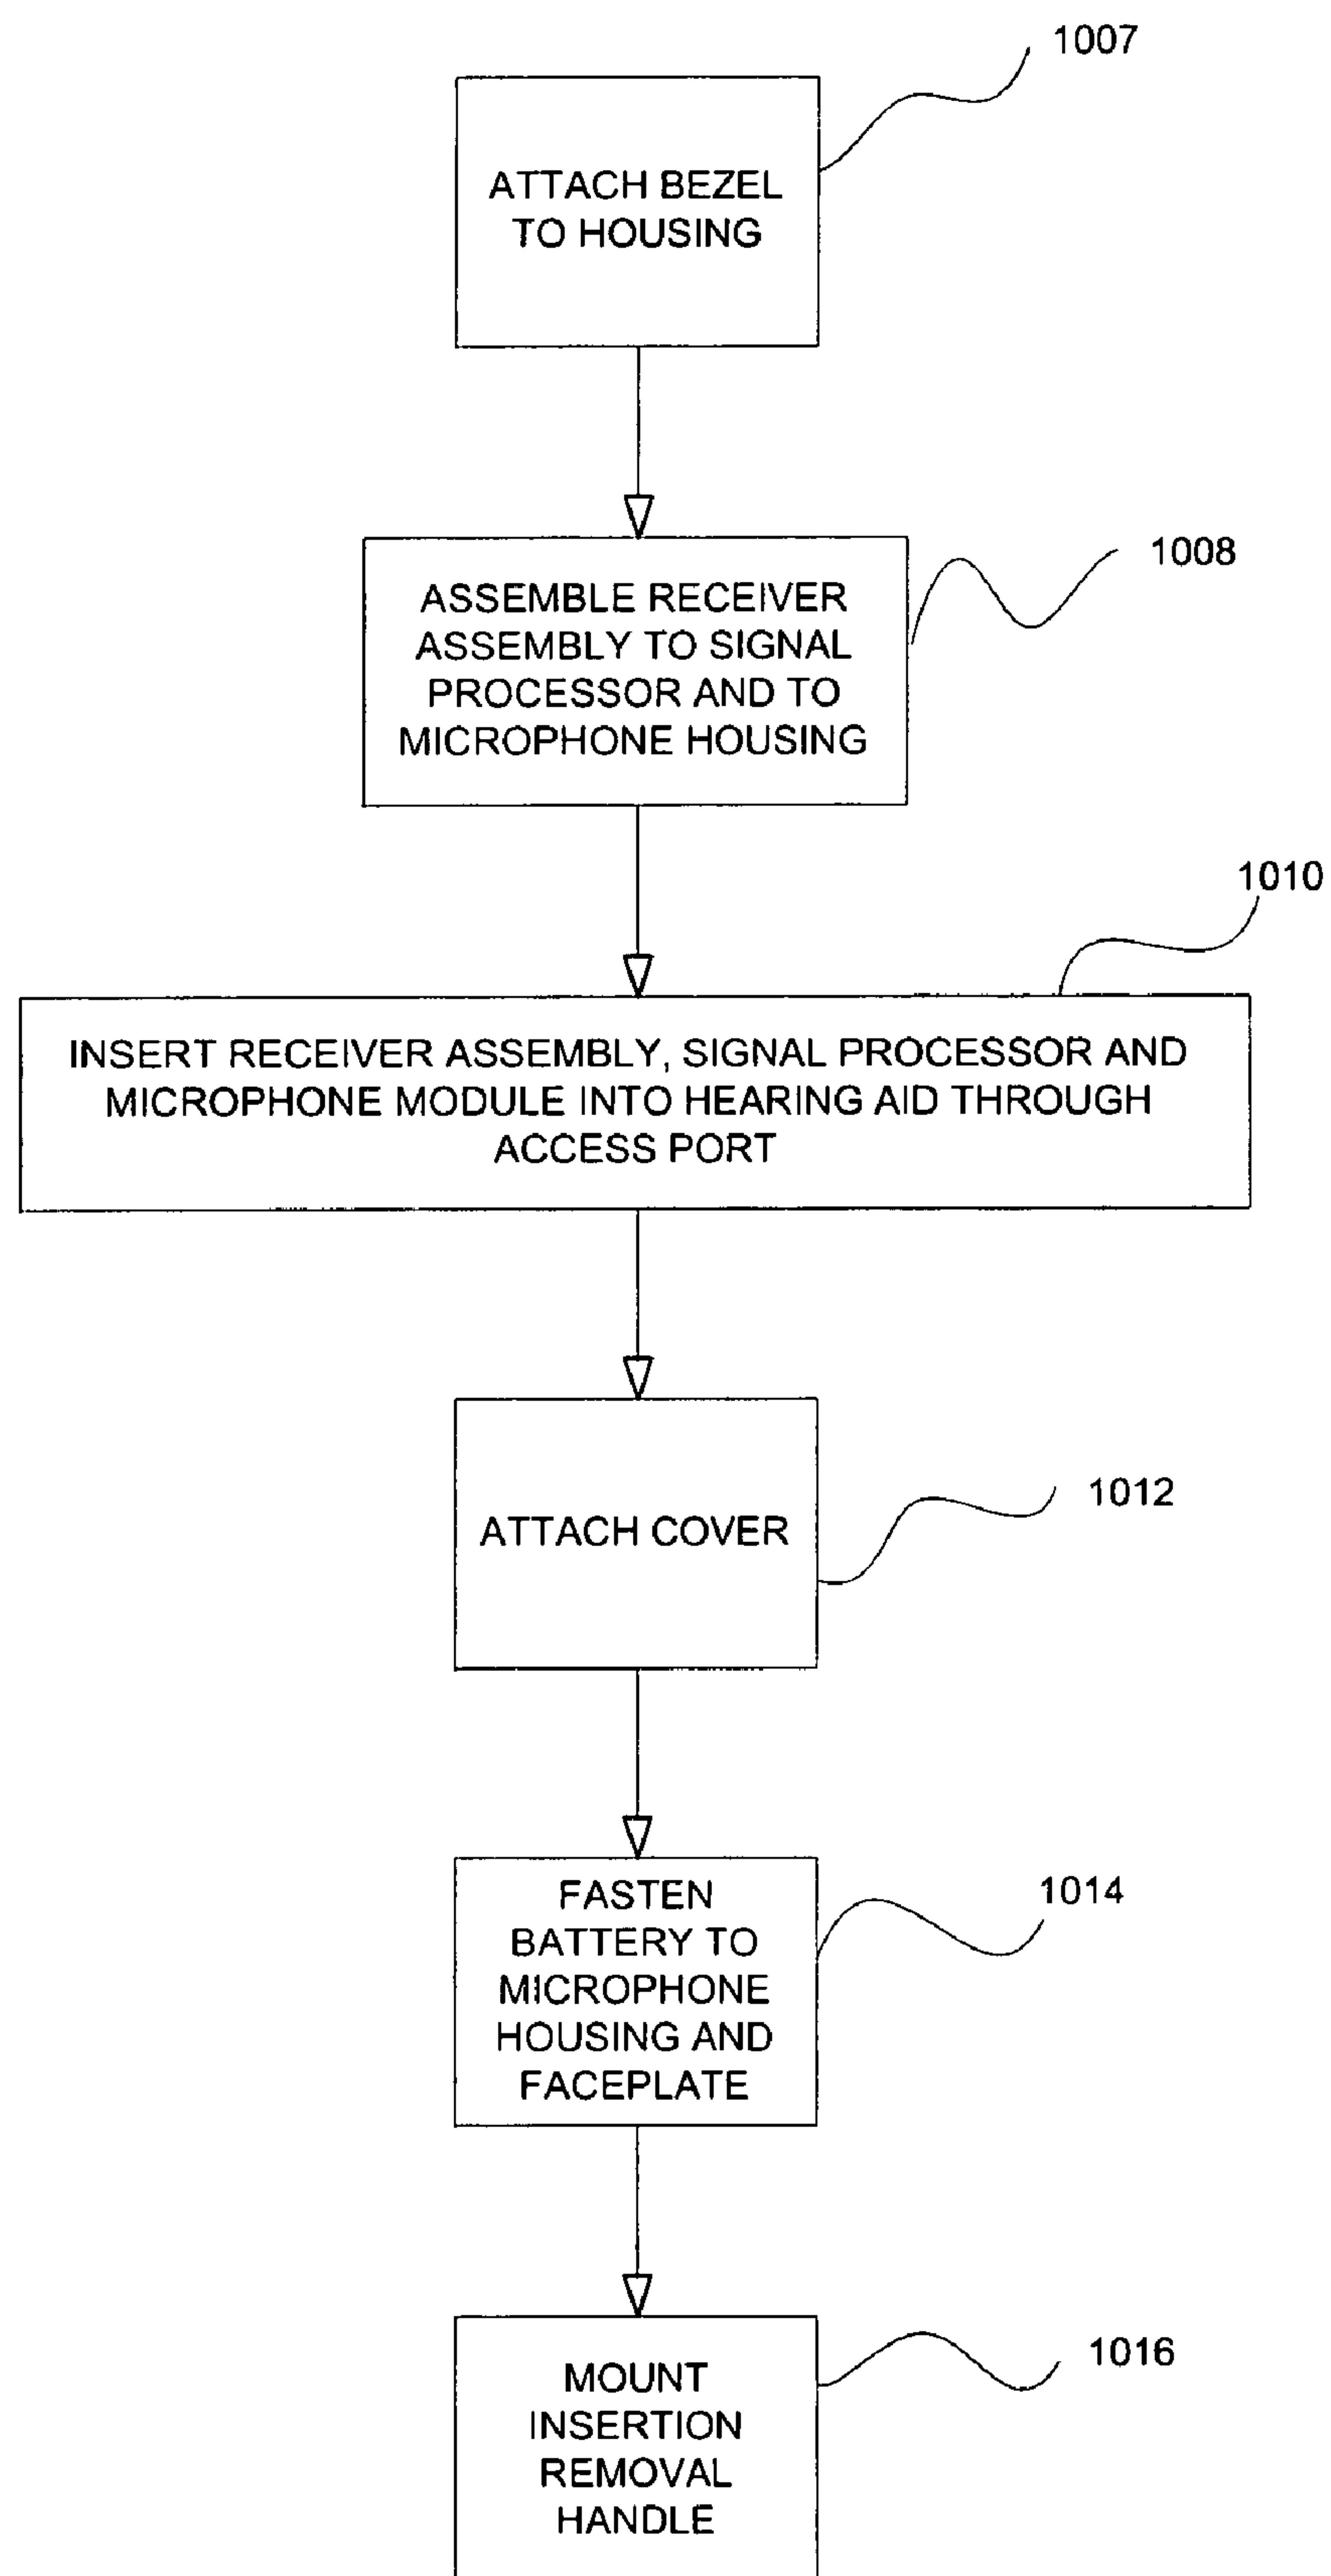 1007
ATTACH BEZEL
TO HOUSING
1008
ASSEMBLE RECEIVER
ASSEMBLY TO SIGNAL
PROCESSOR AND TO
MICROPHONE HOUSING
1010
INSERT RECEIVER ASSEMBLY, SIGNAL PROCESSOR AND
MICROPHONE MODULE INTO HEARING AID THROUGH
ACCESS PORT
1012
ATTACH COVER
1014
FASTEN
BATTERY TO
MICROPHONE
HOUSING AND
FACEPLATE
1016
MOUNT
INSERTION
REMOVAL
HANDLE